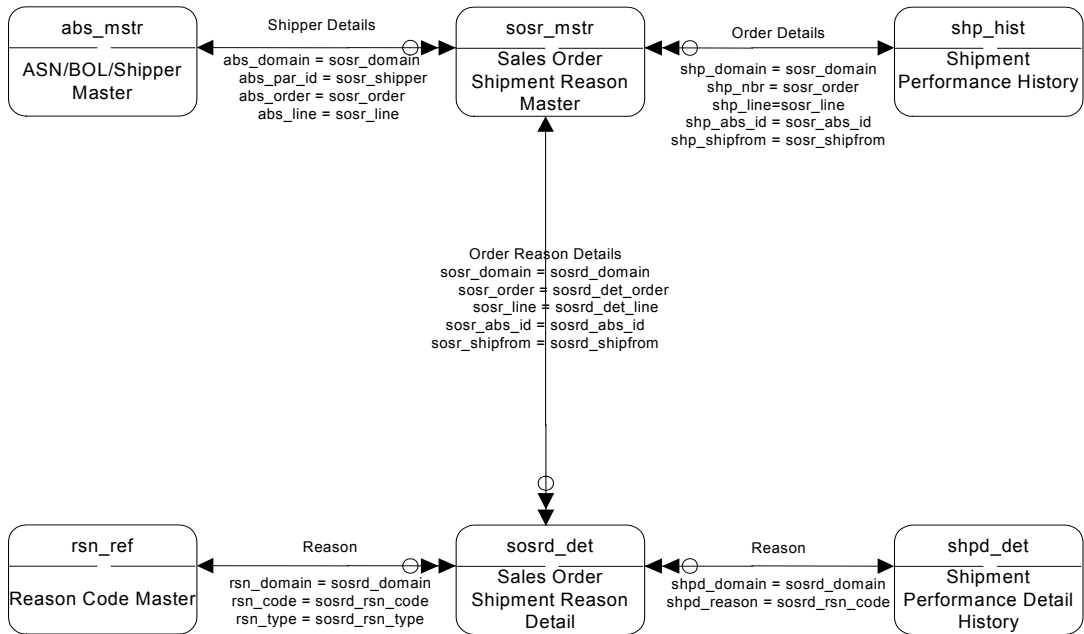 abs_mstr
ASN/BOL/Shipper
Master
Shipper Details
abs_domain = sosr_domain
abs_par_id = sosr_shipper
abs_order = sosr_order
abs_line = sosr_line
sosr_mstr
Sales Order
Shipment Reason
Master
Order Details
shp_domain = sosr_domain
shp_nbr = sosr_order
shp_line=sosr_line
shp_abs_id = sosr_abs_id
shp_shipfrom = sosr_shipfrom
shp_hist
Shipment
Performance History
Order Reason Details
sosr_domain = sosrd_domain
sosr_order = sosrd_det_order
sosr_line = sosrd_det_line
sosr_abs_id = sosrd_abs_id
sosr_shipfrom = sosrd_shipfrom
rsn_ref
Reason Code Master
Reason
rsn_domain = sosrd_domain
rsn_code = sosrd_rsn_code
rsn_type = sosrd_rsn_type
sosrd_det
Sales Order
Shipment Reason
Detail
Reason
shpd_domain = sosrd_domain
shpd_reason = sosrd_rsn_code
shpd_det
Shipment
Performance Detail
History